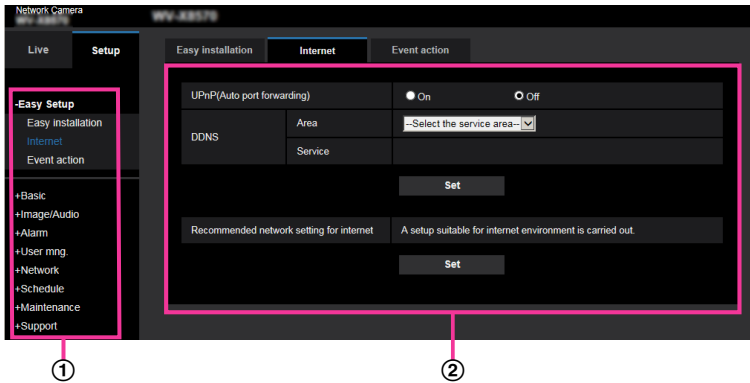 Network Camera
WV-X8570
Live
Setup
Easy installation
Internet
Event action
-Easy Setup
Easy installation
Internet
Event action
+Basic
+Image/Audio
+Alarm
+User mng.
+Network
+Schedule
+Maintenance
+Support
UPnP(Auto port forwarding)
On
Off
DDNS
Area
--Select the service area--
Service
Set
Recommended network setting for internet
A setup suitable for internet environment is carried out.
Set
①
②